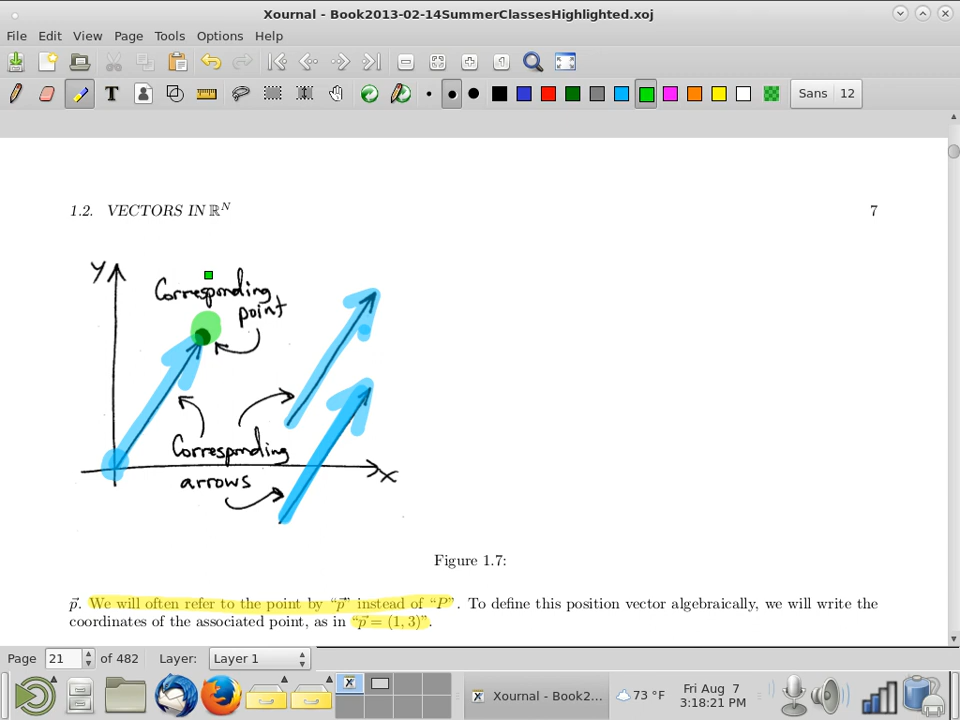 Xournal - Book2013-02-14SummerClassesHighlighted.xoj
File Edit View Page Tools Options Help
Sans 12
1.2. VECTORS IN ℝᴺ 7
Y
Corresponding
point
Corresponding
arrows
X
Figure 1.7:
p⃗. We will often refer to the point by “p⃗” instead of “P”. To define this position vector algebraically, we will write the
coordinates of the associated point, as in “p⃗ = (1, 3)”.
Page 21 of 482 Layer: Layer 1
Xournal - Book2...
73 °F
Fri Aug 7
3:18:21 PM